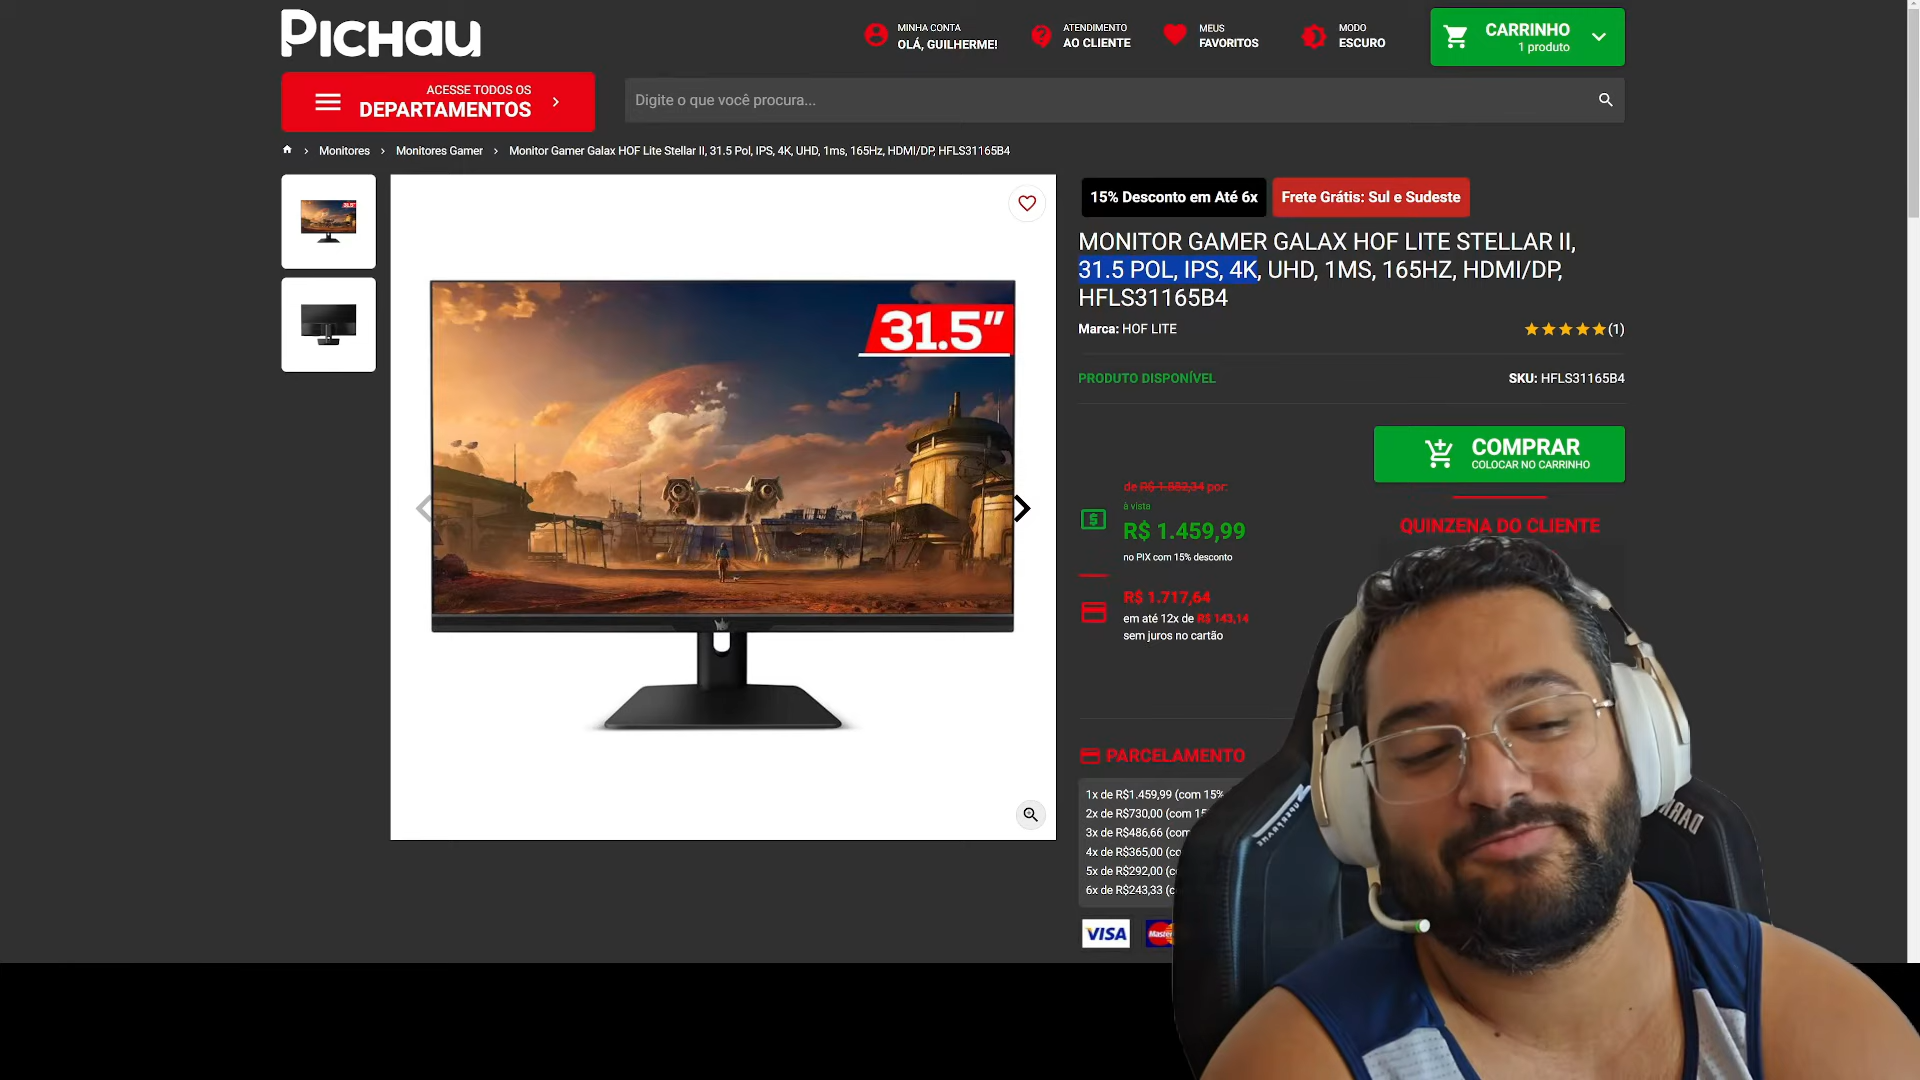 PICHAU
MINHA CONTA
OLÁ, GUILHERME!
ATENDIMENTO
AO CLIENTE
MEUS
FAVORITOS
MODO
ESCURO
CARRINHO
1 produto
ACESSE TODOS OS
DEPARTAMENTOS
Digite o que você procura...
Monitores
Monitores Gamer
Monitor Gamer Galax HOF Lite Stellar II, 31.5 Pol, IPS, 4K, UHD, 1ms, 165Hz, HDMI/DP, HFLS31165B4
31.5"
15% Desconto em Até 6x
Frete Grátis: Sul e Sudeste
MONITOR GAMER GALAX HOF LITE STELLAR II,
31.5 POL, IPS, 4K, UHD, 1MS, 165HZ, HDMI/DP,
HFLS31165B4
Marca: HOF LITE
(1)
PRODUTO DISPONÍVEL
SKU: HFLS31165B4
COMPRAR
COLOCAR NO CARRINHO
de R$ 1.882,34 por:
à vista
R$ 1.459,99
no PIX com 15% desconto
QUINZENA DO CLIENTE
R$ 1.717,64
em até 12x de R$ 143,14
sem juros no cartão
PARCELAMENTO
1x de R$1.459,99 (com 15%
2x de R$730,00 (com 15
3x de R$486,66 (com
4x de R$365,00 (co
5x de R$292,00 (c
6x de R$243,33 (c
VISA